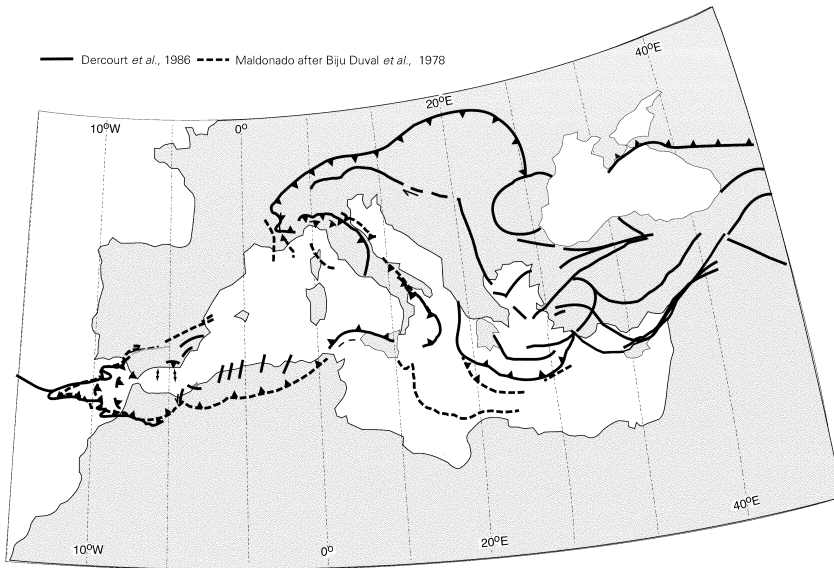 Dercourt et al., 1986 Maldonado after Biju Duval et al., 1978
40°E
20°E
10°W 0°
40°E
10°W 0° 20°E